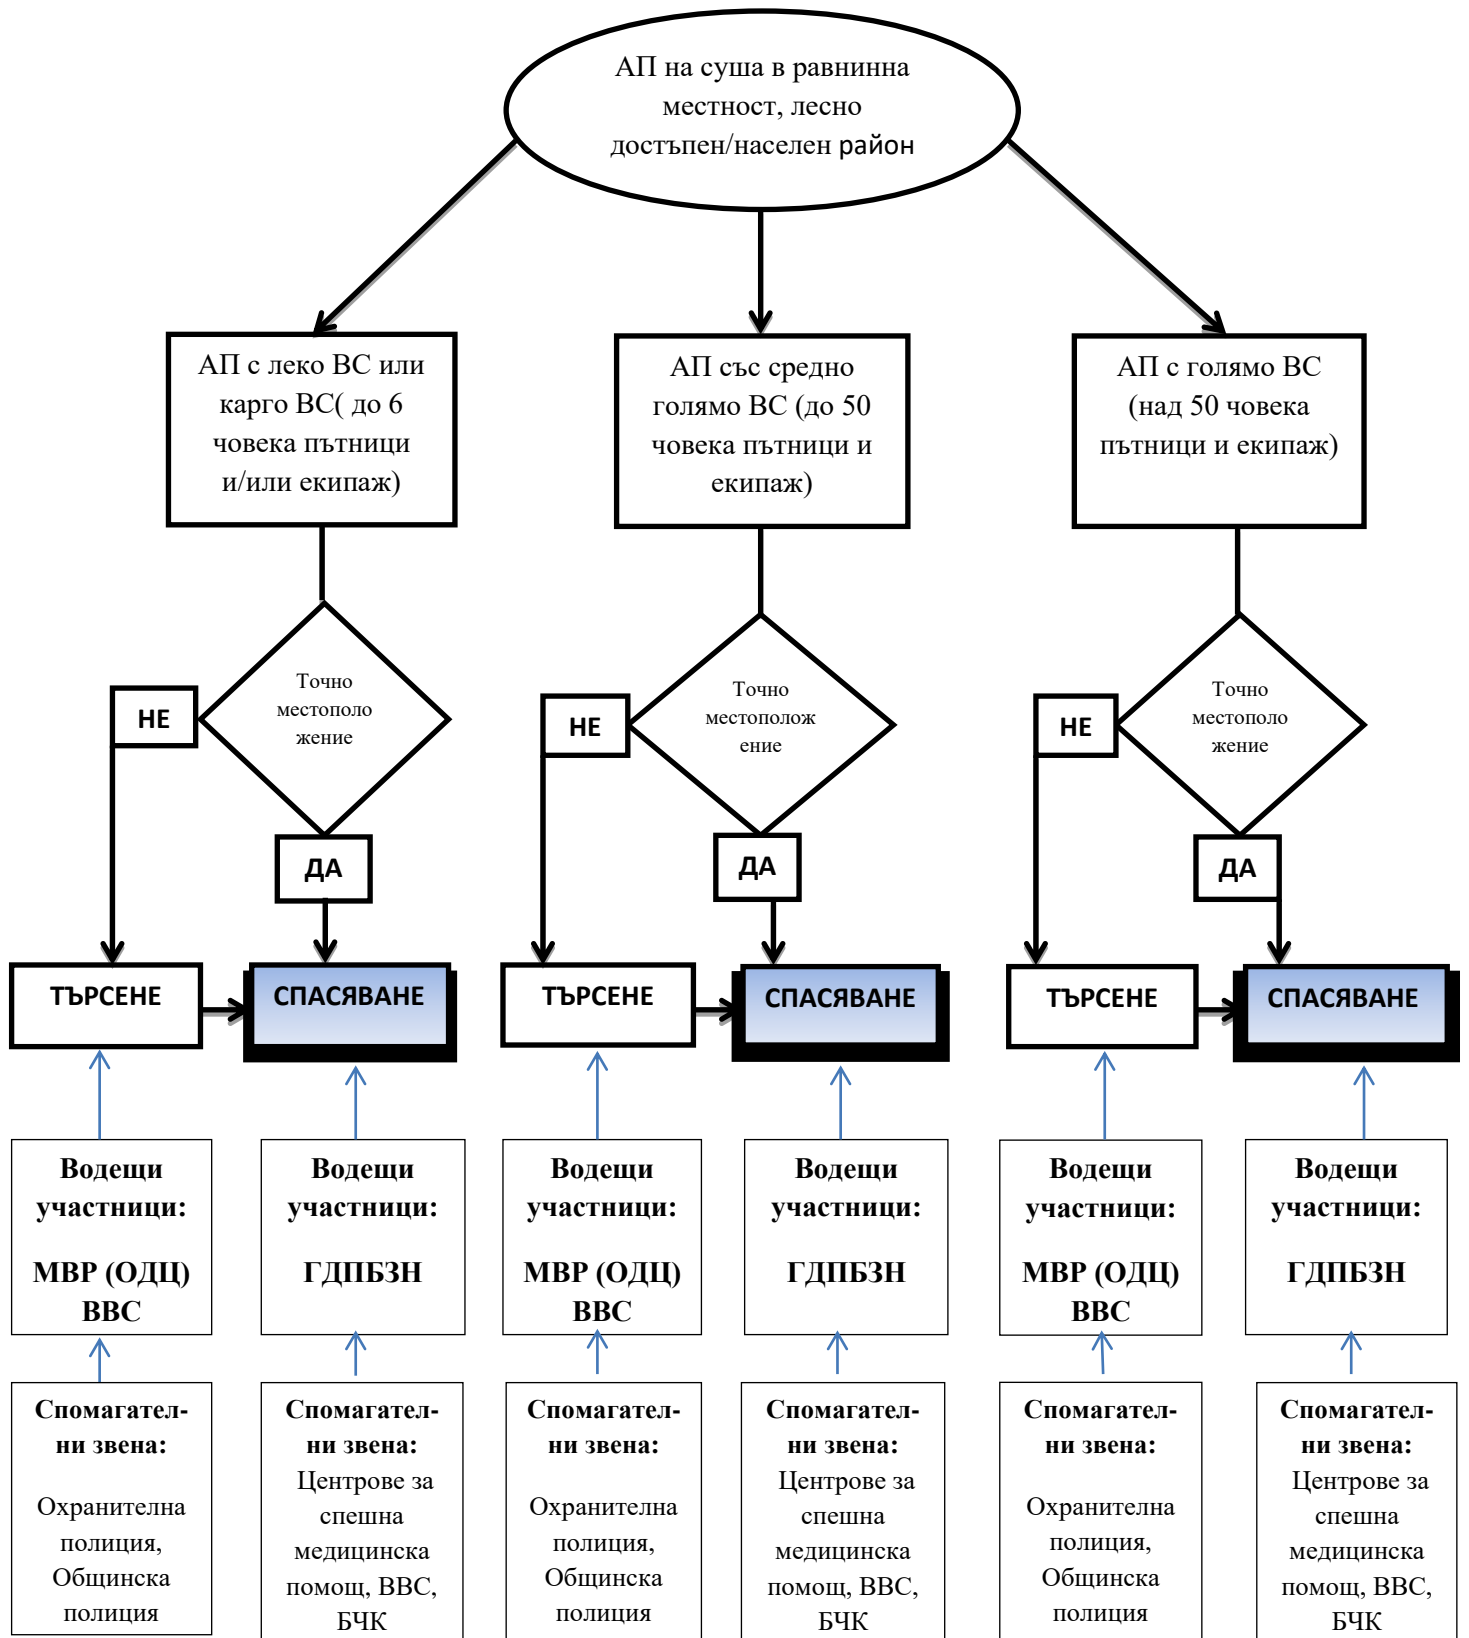 АП на суша в равнинна
местност, лесно
достъпен/населен район
АП с леко ВС или
карго ВС( до 6
човека пътници
и/или екипаж)
АП със средно
голямо ВС (до 50
човека пътници и
екипаж)
АП с голямо ВС
(над 50 човека
пътници и екипаж)
Точно
местополо
жение
НЕ
ДА
Точно
местополож
ение
НЕ
ДА
Точно
местополо
жение
НЕ
ДА
ТЪРСЕНЕ
СПАСЯВАНЕ
ТЪРСЕНЕ
СПАСЯВАНЕ
ТЪРСЕНЕ
СПАСЯВАНЕ
Водещи
участници:
МВР (ОДЦ)
ВВС
Водещи
участници:
ГДПБЗН
Водещи
участници:
МВР (ОДЦ)
ВВС
Водещи
участници:
ГДПБЗН
Водещи
участници:
МВР (ОДЦ)
ВВС
Водещи
участници:
ГДПБЗН
Спомагател-
ни звена:
Охранителна
полиция,
Общинска
полиция
Спомагател-
ни звена:
Центрове за
спешна
медицинска
помощ, ВВС,
БЧК
Спомагател-
ни звена:
Охранителна
полиция,
Общинска
полиция
Спомагател-
ни звена:
Центрове за
спешна
медицинска
помощ, ВВС,
БЧК
Спомагател-
ни звена:
Охранителна
полиция,
Общинска
полиция
Спомагател-
ни звена:
Центрове за
спешна
медицинска
помощ, ВВС,
БЧК